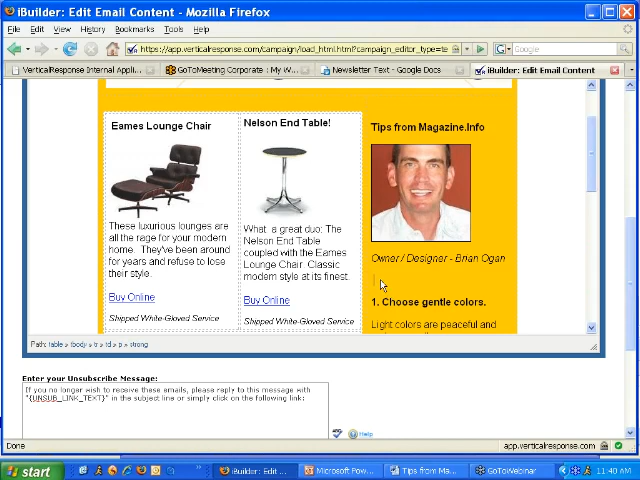 iBuilder: Edit Email Content - Mozilla Firefox
File Edit View History Bookmarks Tools Help
https://app.verticalresponse.com/campaign/load_html.html?campaign_editor_type=te
Google
VerticalResponse Internal Appl...
GoToMeeting Corporate : My W...
Newsletter Text - Google Docs
iBuilder: Edit Email Content
Eames Lounge Chair
These luxurious lounges are
all the rage for your modern
home. They've been around
for years and refuse to lose
their style.
Buy Online
Shipped White-Gloved Service
Nelson End Table!
What a great duo; The
Nelson End Table
coupled with the Eames
Lounge Chair. Classic
modern style at its finest.
Buy Online
Shipped White-Gloved Service
Tips from Magazine.Info
Owner / Designer - Brian Ogan
1. Choose gentle colors.
Light colors are peaceful and
Path: table » tbody » tr » td » p » strong
Enter your Unsubscribe Message:
If you no longer wish to receive these emails, please reply to this message with
"{UNSUB_LINK_TEXT}" in the subject line or simply click on the following link:
Help
Done
app.verticalresponse.com
start
iBuilder: Edit ...
Microsoft Pow...
Tips from Ma...
GoToWebinar
11:40 AM